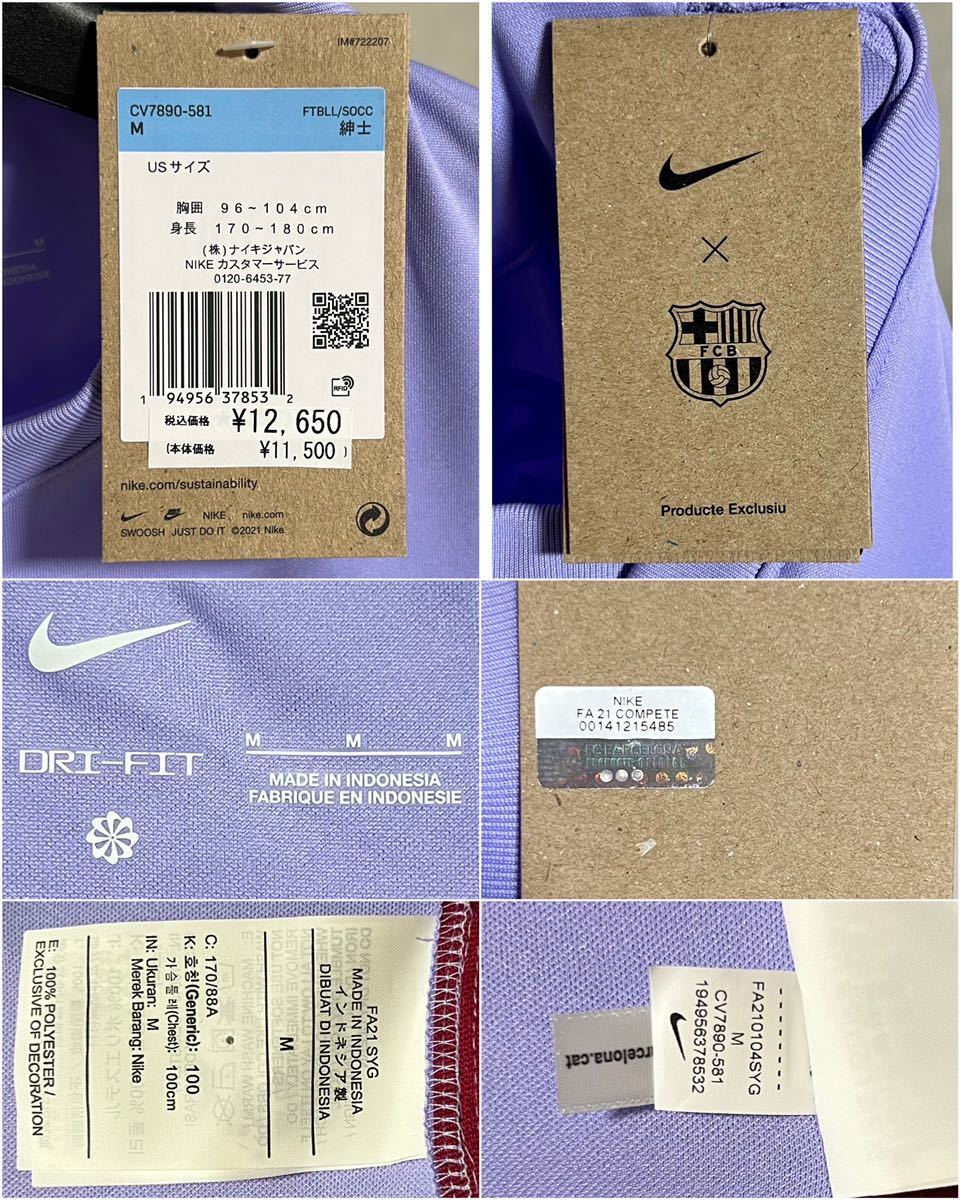 IM#722207
CV7890-581
FTBLL/SOCC
M
紳士
USサイズ
胸囲 96~104cm
身長 170~180cm
(株)ナイキジャパン
NIKE カスタマーサービス
0120-6453-77
RFID
1 94956 37853 2
税込価格 ¥12,650
(本体価格 ¥11,500)
nike.com/sustainability
NIKE, nike.com
SWOOSH JUST DO IT ©2021 Nike
M
INDONESIE
×
FCB
Producte Exclusiu
DRI-FIT
M M M
MADE IN INDONESIA
FABRIQUE EN INDONESIE
NIKE
FA 21 COMPETE
00141215485
FC BARCELONA
FA21 SYG
MADE IN INDONESIA
インドネシア製
DIBUAT DI INDONESIA
M
C: 170/88A
K: 호칭(Generic): 100
가슴둘레(Chest): 100cm
IN: Ukuran: M
Merek Barang: Nike
E: 100% POLYESTER /
EXCLUSIVE OF DECORATION
rcelona.cat
FA210104SYG
M
CV7890-581
194956378532